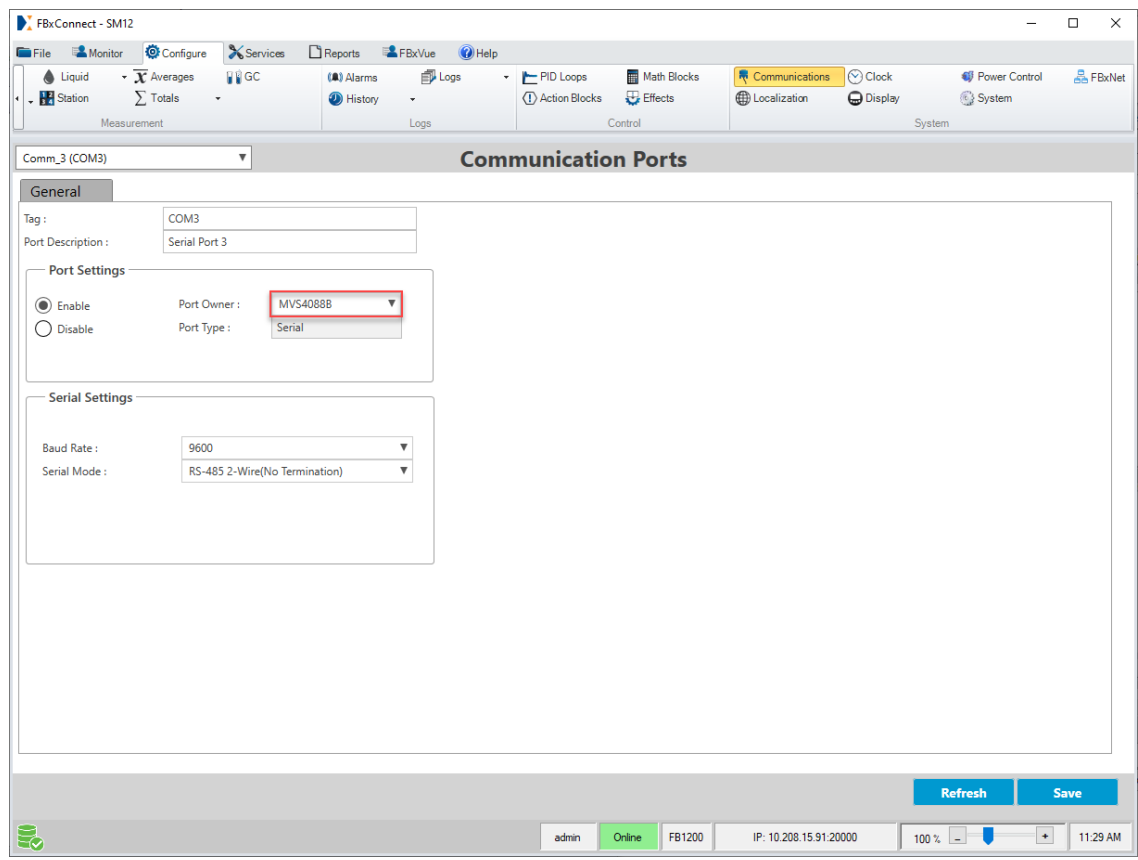 FBxConnect - SM12
File Monitor Configure Services Reports FBxVue Help
Liquid Averages GC Alarms Logs PID Loops Math Blocks Communications Clock Power Control FBxNet
Station Totals History Action Blocks Effects Localization Display System
Measurement Logs Control System
Comm_3 (COM3) Communication Ports
General
Tag : COM3
Port Description : Serial Port 3
Port Settings
Enable Port Owner : MVS4088B
Disable Port Type : Serial
Serial Settings
Baud Rate : 9600
Serial Mode : RS-485 2-Wire(No Termination)
Refresh Save
admin Online FB1200 IP: 10.208.15.91:20000 100 % - + 11:29 AM